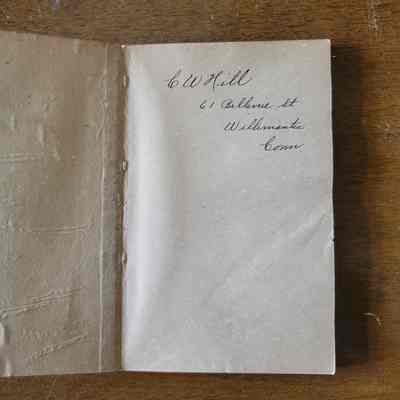 C W Hill
61 Bellevue St
Willimantic
Conn